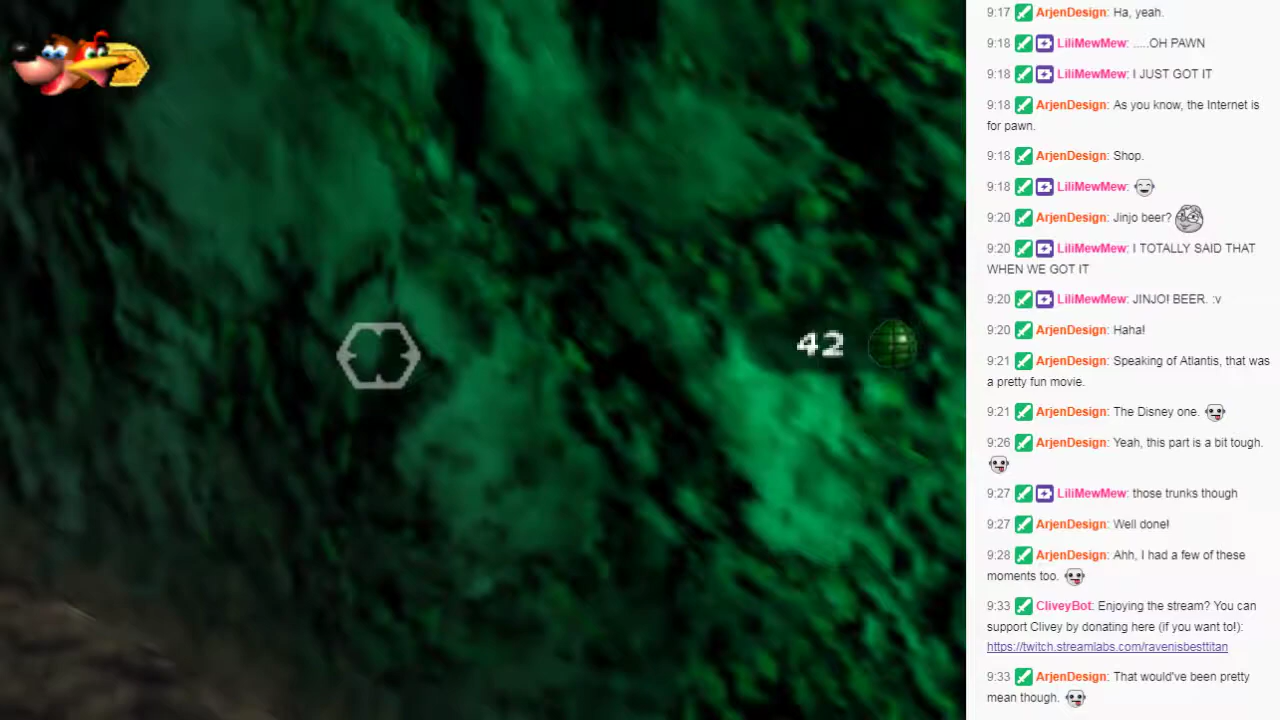 42
9:17 ArjenDesign: Ha, yeah.
9:18 LiliMewMew: .....OH PAWN
9:18 LiliMewMew: I JUST GOT IT
9:18 ArjenDesign: As you know, the Internet is
for pawn.
9:18 ArjenDesign: Shop.
9:18 LiliMewMew:
9:20 ArjenDesign: Jinjo beer?
9:20 LiliMewMew: I TOTALLY SAID THAT
WHEN WE GOT IT
9:20 LiliMewMew: JINJO! BEER. :v
9:20 ArjenDesign: Haha!
9:21 ArjenDesign: Speaking of Atlantis, that was
a pretty fun movie.
9:21 ArjenDesign: The Disney one.
9:26 ArjenDesign: Yeah, this part is a bit tough.
9:27 LiliMewMew: those trunks though
9:27 ArjenDesign: Well done!
9:28 ArjenDesign: Ahh, I had a few of these
moments too.
9:33 CliveyBot: Enjoying the stream? You can
support Clivey by donating here (if you want to!):
https://twitch.streamlabs.com/ravenisbesttitan
9:33 ArjenDesign: That would've been pretty
mean though.